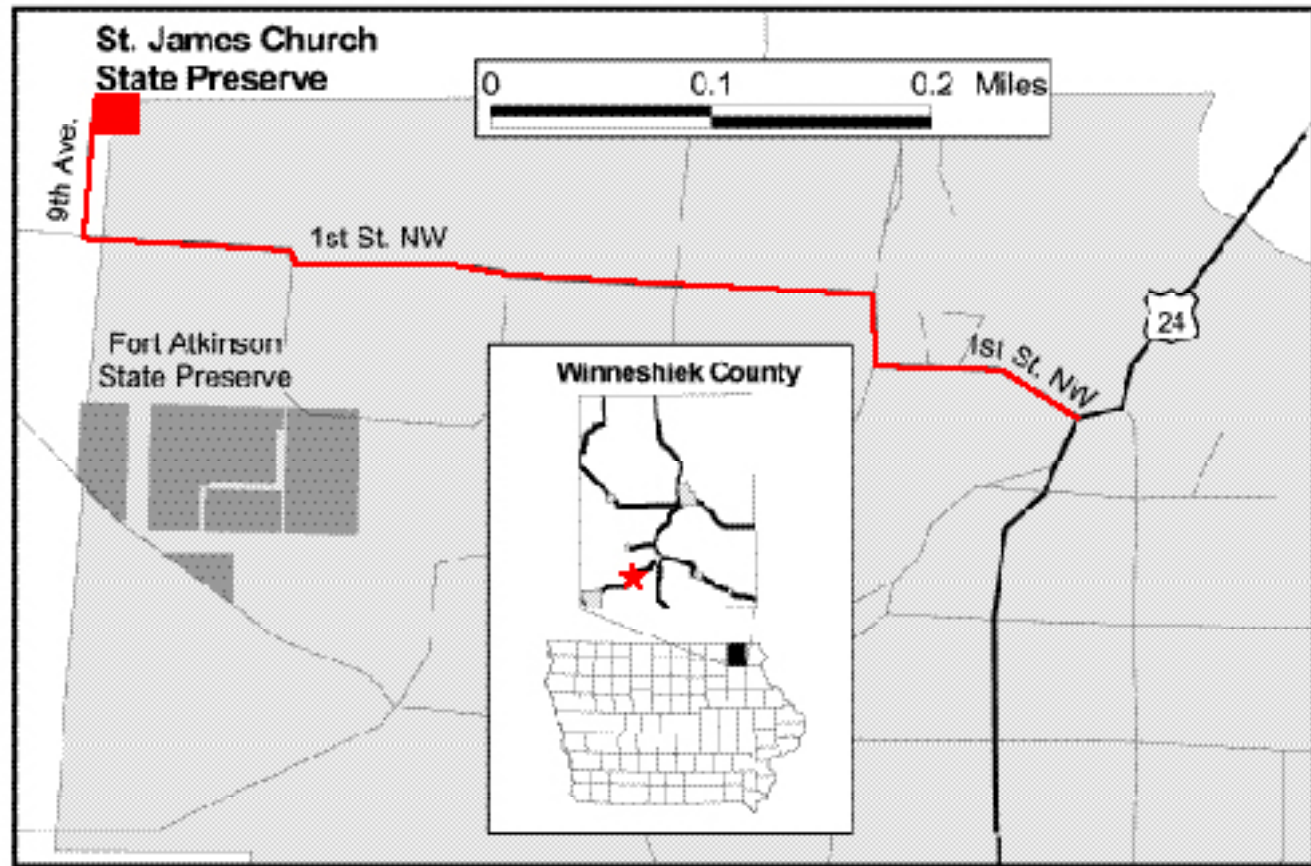 St. James Church
State Preserve
0 0.1 0.2 Miles
9th Ave.
1st St. NW
24
Fort Atkinson
State Preserve
1st St. NW
Winneshiek County